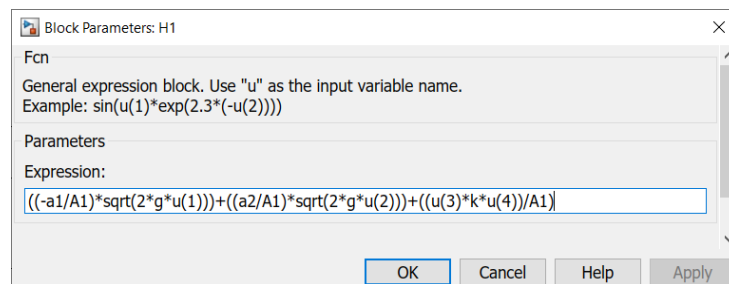 Block Parameters: H1
Fcn
General expression block. Use "u" as the input variable name.
Example: sin(u(1)*exp(2.3*(-u(2))))
Parameters
Expression:
((-a1/A1)*sqrt(2*g*u(1)))+((a2/A1)*sqrt(2*g*u(2)))+((u(3)*k*u(4))/A1)
OK Cancel Help Apply